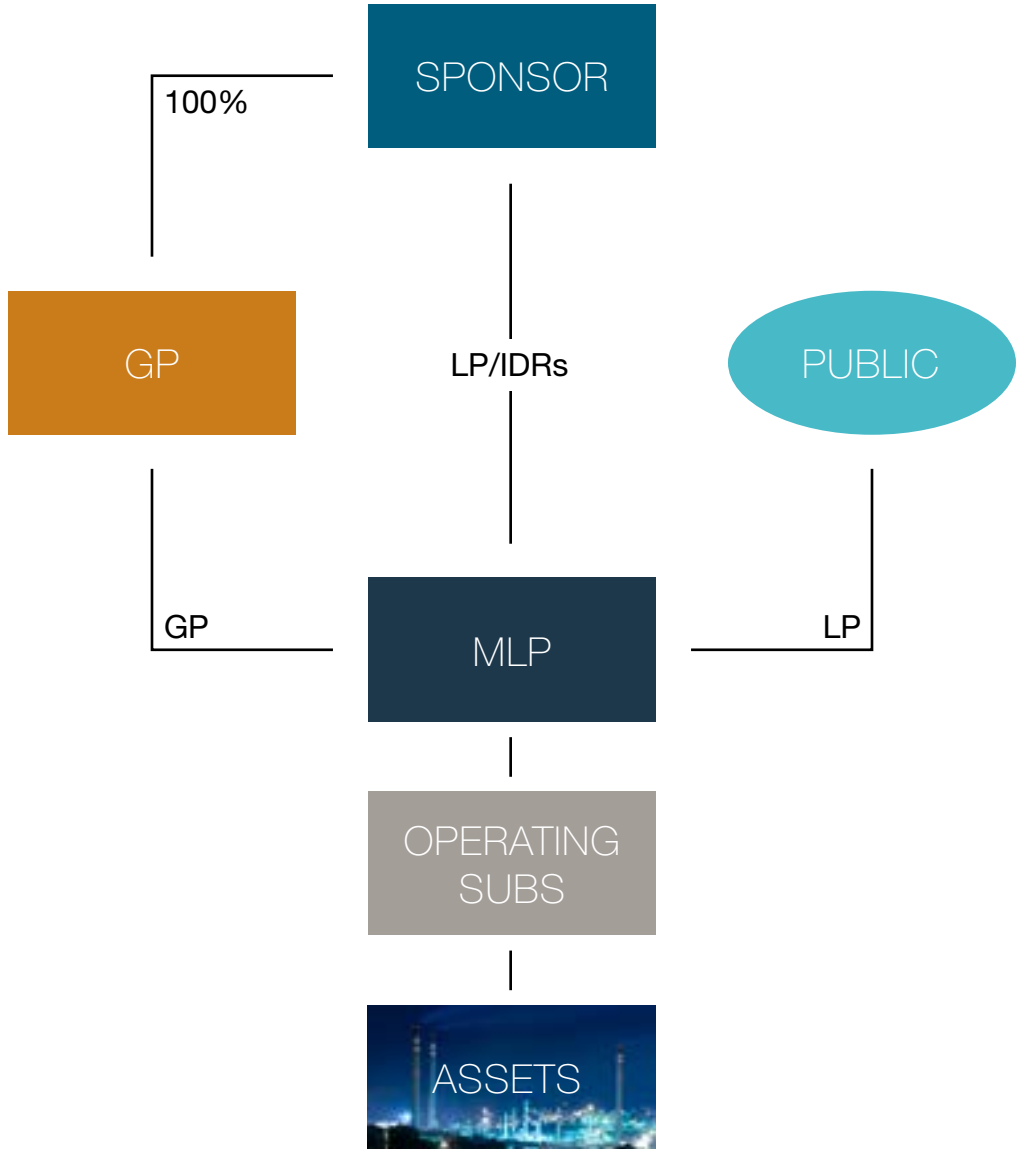 SPONSOR
100%
GP
LP/IDRs
PUBLIC
GP
MLP
LP
OPERATING
SUBS
ASSETS